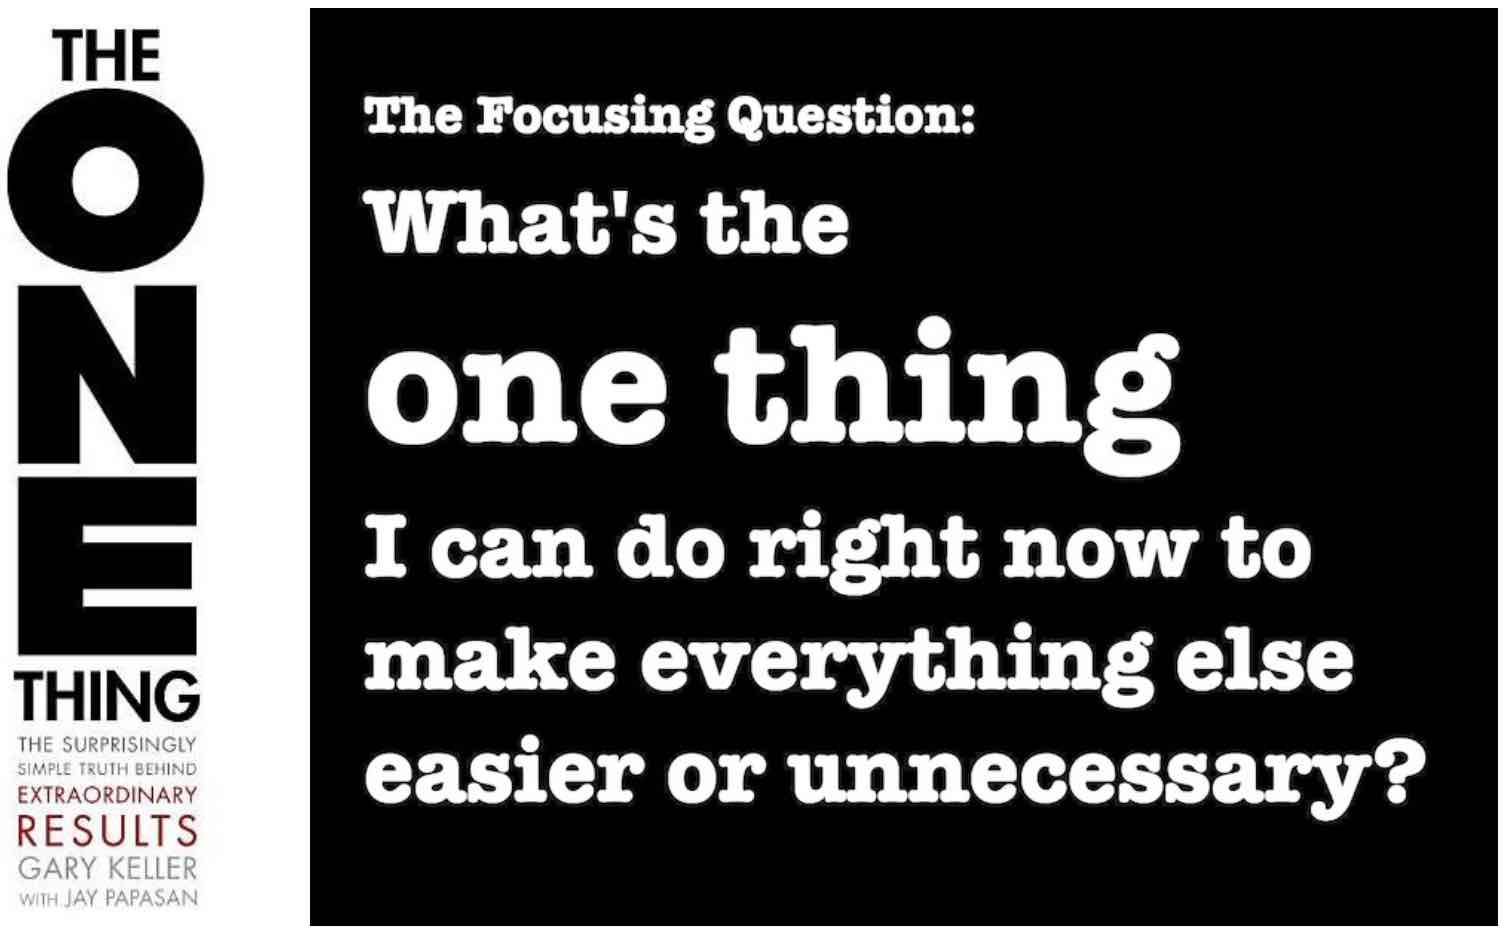 THE
ONE
THING
THE SURPRISINGLY
SIMPLE TRUTH BEHIND
EXTRAORDINARY
RESULTS
GARY KELLER
WITH JAY PAPASAN
The Focusing Question:
What's the
one thing
I can do right now to
make everything else
easier or unnecessary?